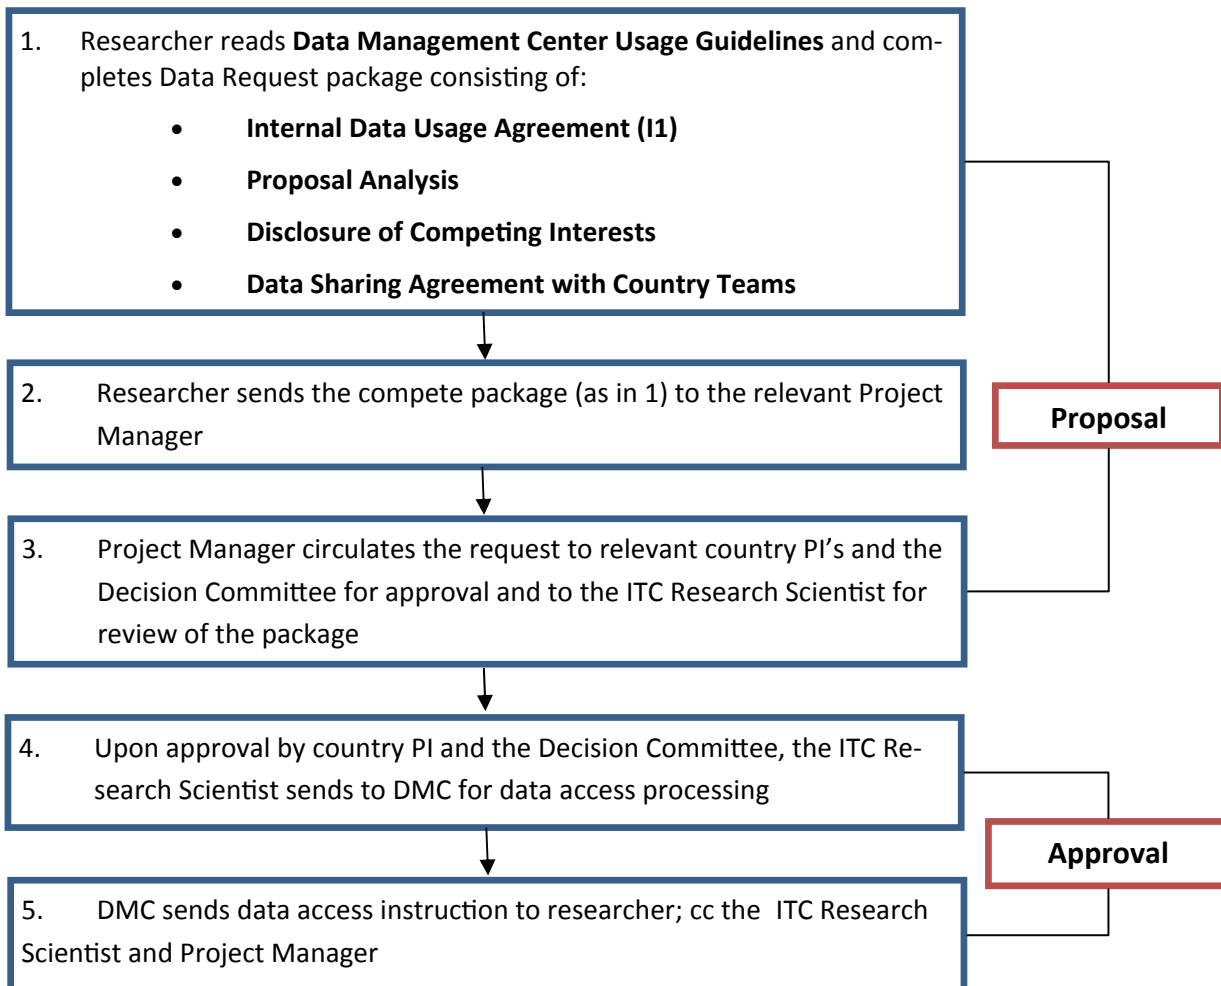 1. Researcher reads Data Management Center Usage Guidelines and com-
pletes Data Request package consisting of:
• Internal Data Usage Agreement (I1)
• Proposal Analysis
• Disclosure of Competing Interests
• Data Sharing Agreement with Country Teams
2. Researcher sends the compete package (as in 1) to the relevant Project
Manager
Proposal
3. Project Manager circulates the request to relevant country PI's and the
Decision Committee for approval and to the ITC Research Scientist for
review of the package
4. Upon approval by country PI and the Decision Committee, the ITC Re-
search Scientist sends to DMC for data access processing
Approval
5. DMC sends data access instruction to researcher; cc the ITC Research
Scientist and Project Manager